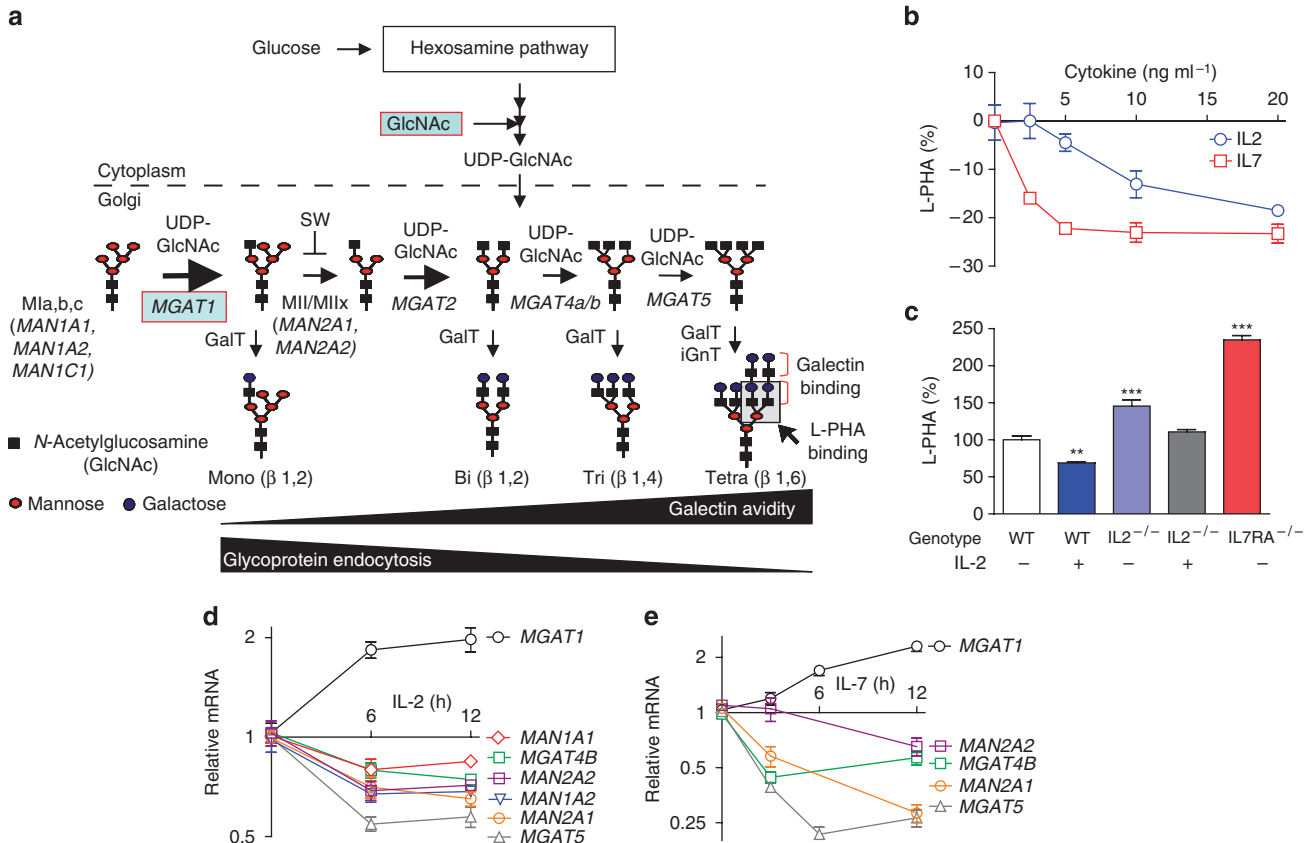 a
Glucose
Hexosamine pathway
GlcNAc
UDP-GlcNAc
Cytoplasm
Golgi
UDP-
GlcNAc
SW
UDP-
GlcNAc
UDP-
GlcNAc
UDP-
GlcNAc
MIa,b,c
(MAN1A1,
MAN1A2,
MAN1C1)
MGAT1
MII/MIIx
(MAN2A1,
MAN2A2)
MGAT2
MGAT4a/b
MGAT5
GalT
GalT
GalT
GalT
iGnT
Galectin
binding
L-PHA
binding
N-Acetylglucosamine
(GlcNAc)
Mannose
Galactose
Mono (β 1,2)
Bi (β 1,2)
Tri (β 1,4)
Tetra (β 1,6)
Galectin avidity
Glycoprotein endocytosis
b
Cytokine (ng ml−1)
5 10 15 20
10
0
−10
−20
−30
L-PHA (%)
IL2
IL7
c
250
200
150
100
50
0
L-PHA (%)
** *** ***
Genotype WT WT IL2−/− IL2−/− IL7RA−/−
IL-2 − + − + −
d
2
1
0.5
Relative mRNA
IL-2 (h)
6 12
MGAT1
MAN1A1
MGAT4B
MAN2A2
MAN1A2
MAN2A1
MGAT5
e
2
1
0.5
0.25
Relative mRNA
IL-7 (h)
6 12
MGAT1
MAN2A2
MGAT4B
MAN2A1
MGAT5